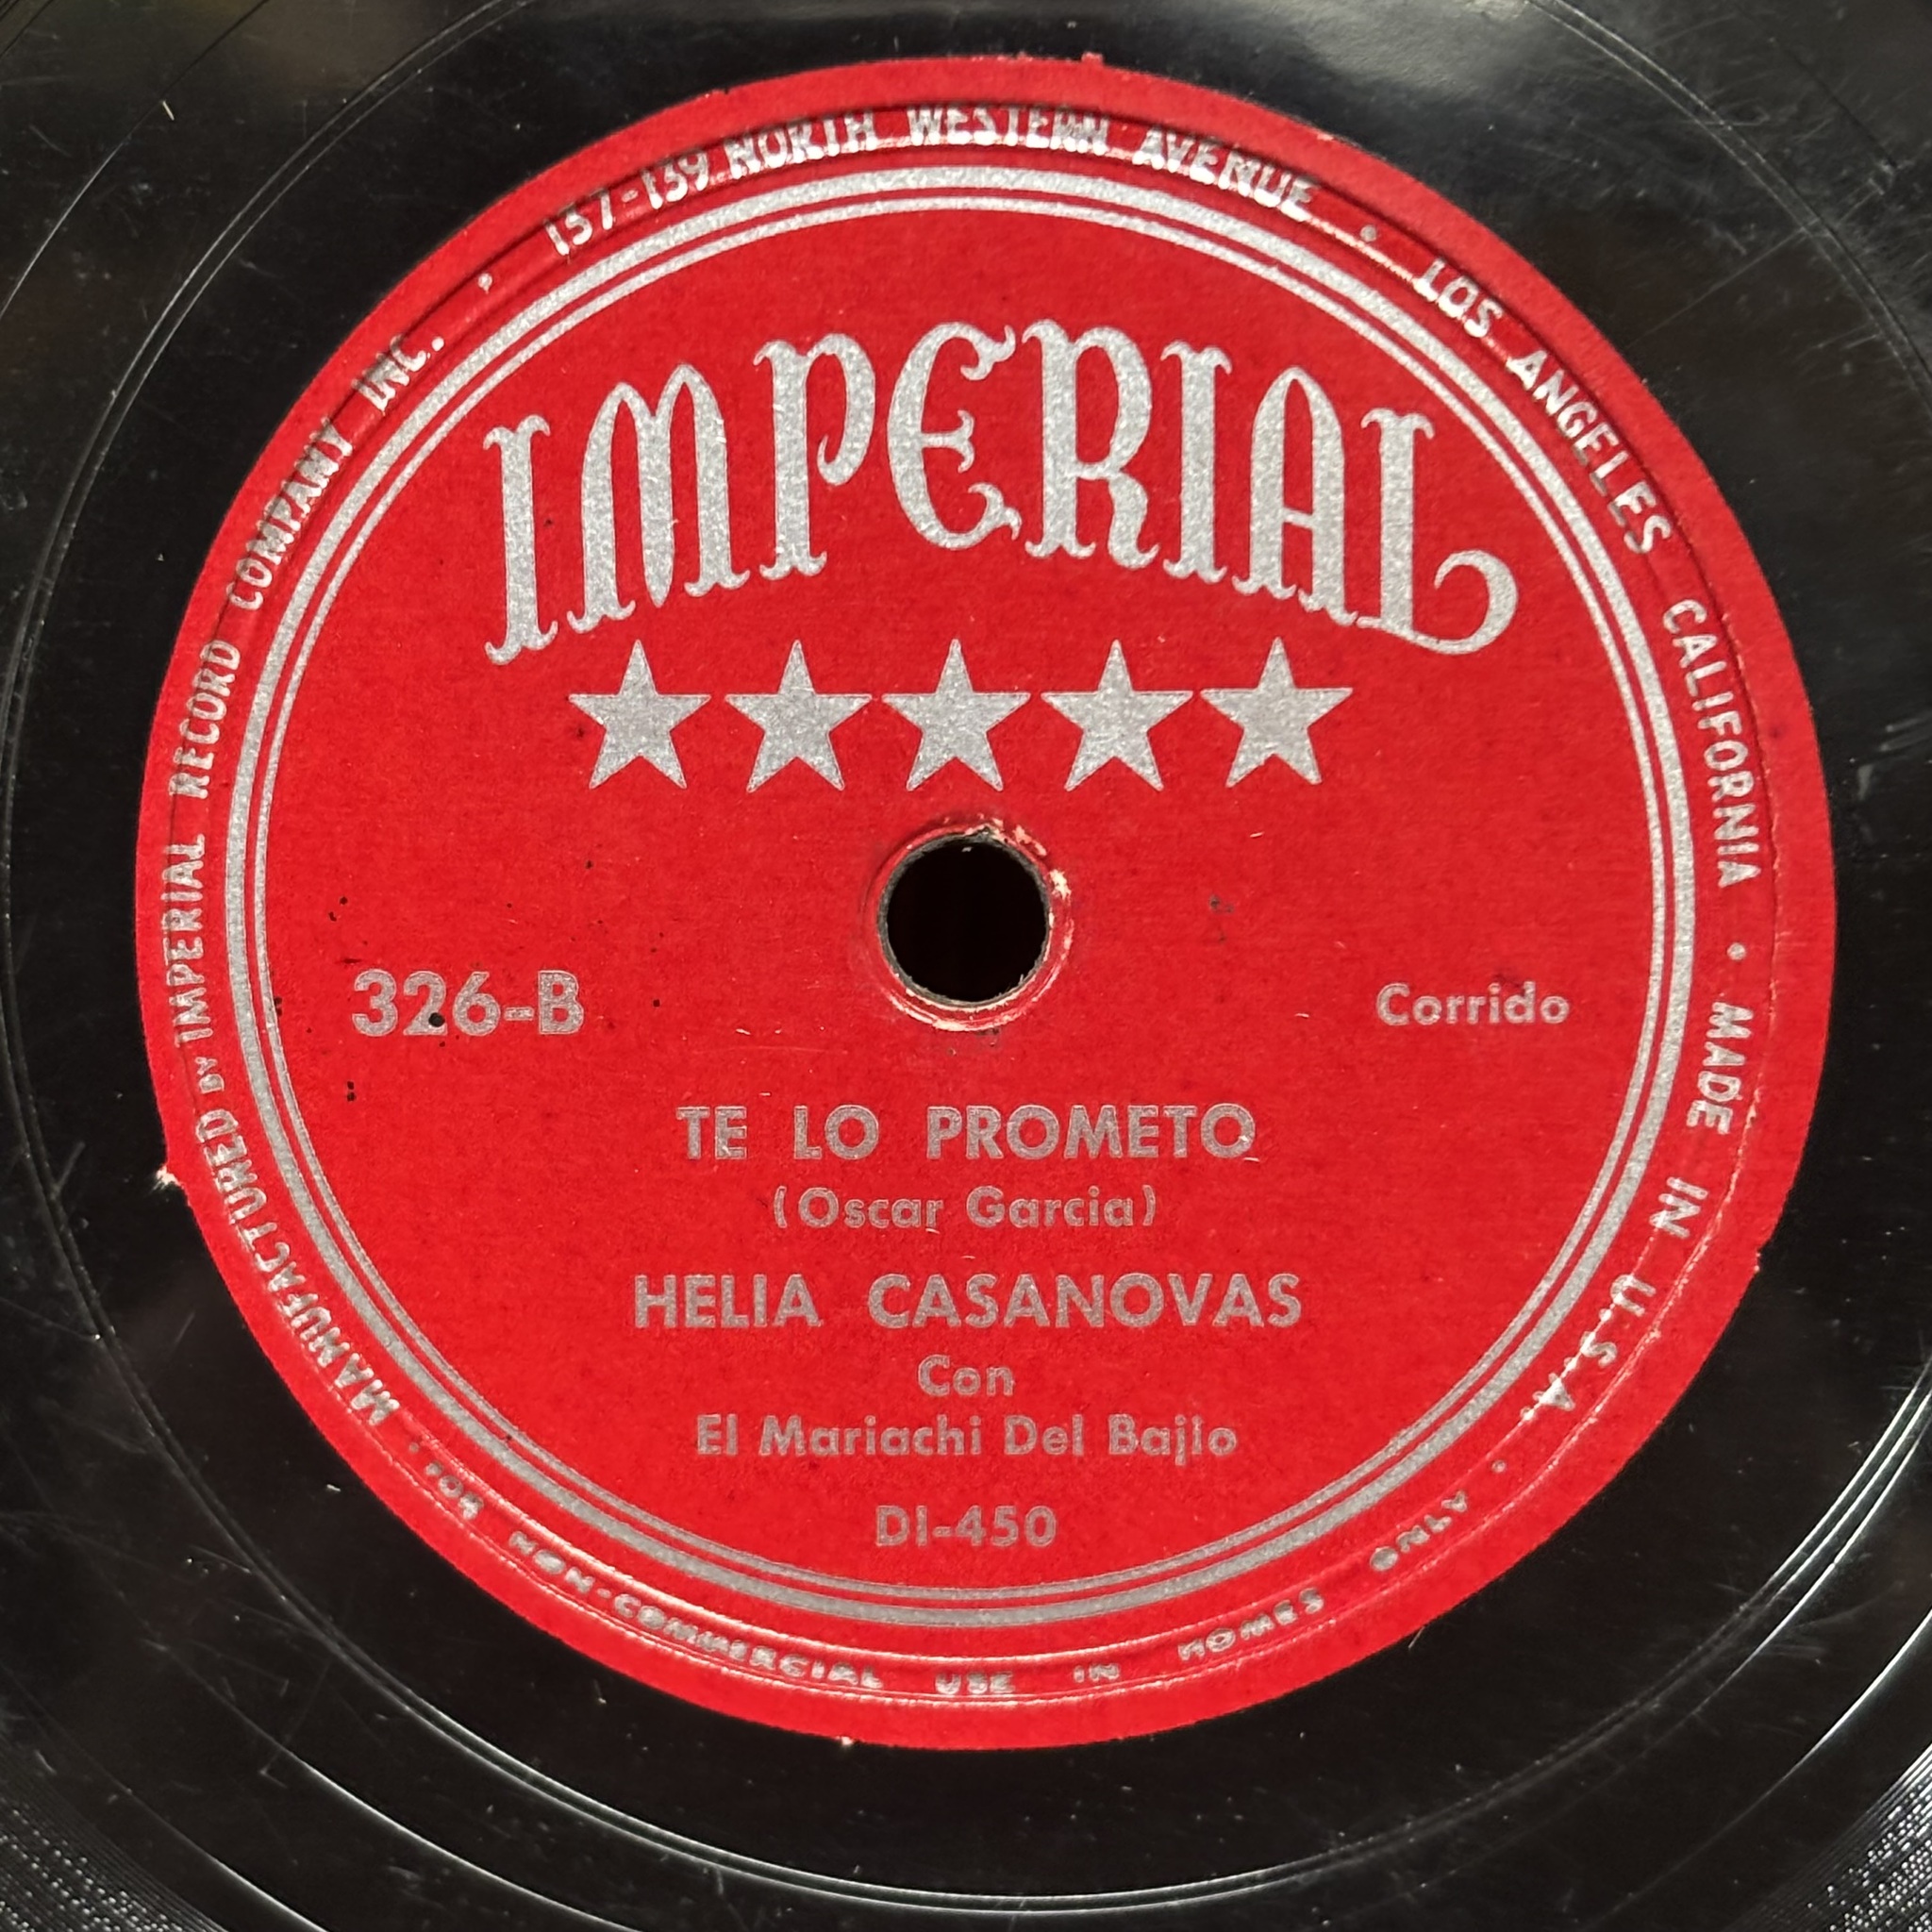 MANUFACTURED BY IMPERIAL RECORD COMPANY INC. • 137-139 NORTH WESTERN AVENUE • LOS ANGELES CALIFORNIA • MADE IN U.S.A.
IMPERIAL
326-B
Corrido
TE LO PROMETO
(Oscar Garcia)
HELIA CASANOVAS
Con
El Mariachi Del Bajio
DI-450
• FOR NON-COMMERCIAL USE IN HOMES ONLY •